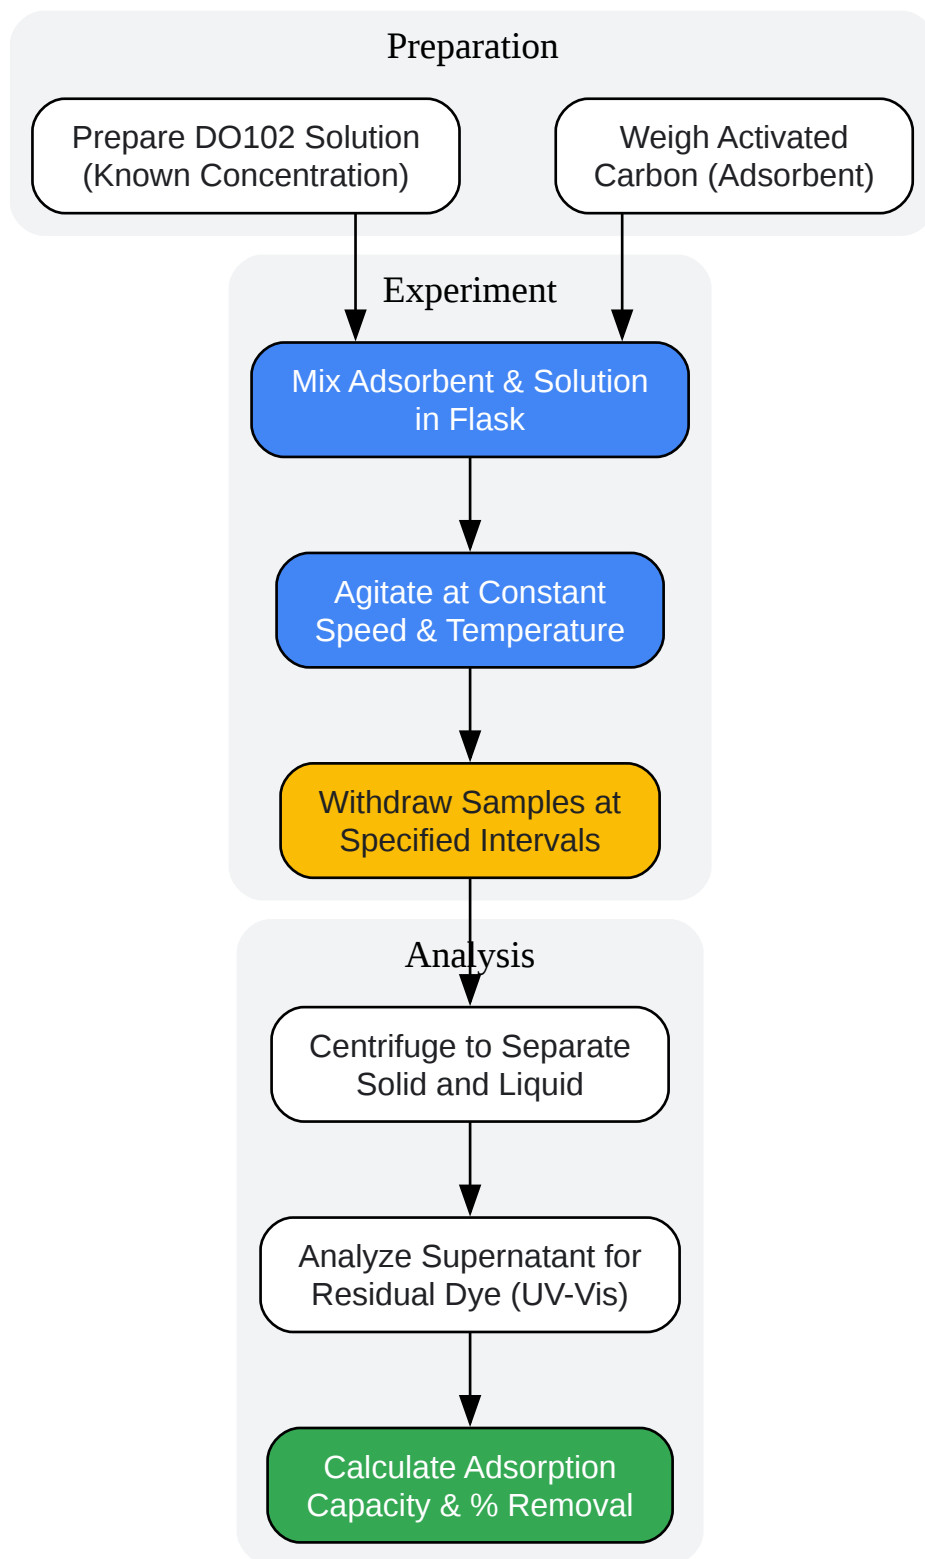 Preparation
Prepare DO102 Solution
(Known Concentration)
Weigh Activated
Carbon (Adsorbent)
Experiment
Mix Adsorbent & Solution
in Flask
Agitate at Constant
Speed & Temperature
Withdraw Samples at
Specified Intervals
Analysis
Centrifuge to Separate
Solid and Liquid
Analyze Supernatant for
Residual Dye (UV-Vis)
Calculate Adsorption
Capacity & % Removal